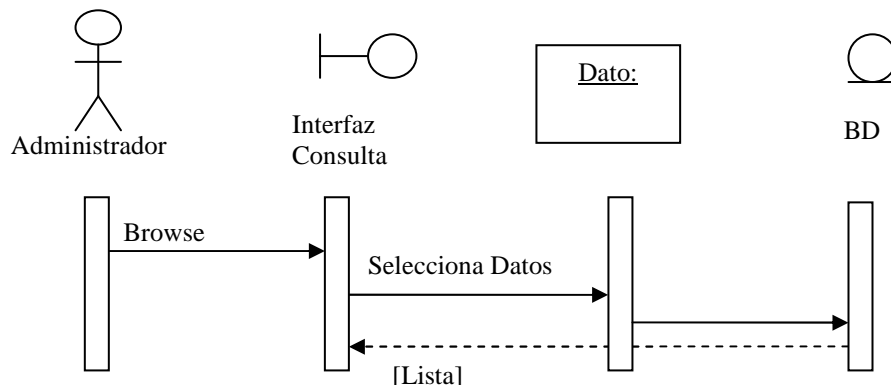 Dato:
Administrador
Interfaz
Consulta
BD
Browse
Selecciona Datos
[Lista]